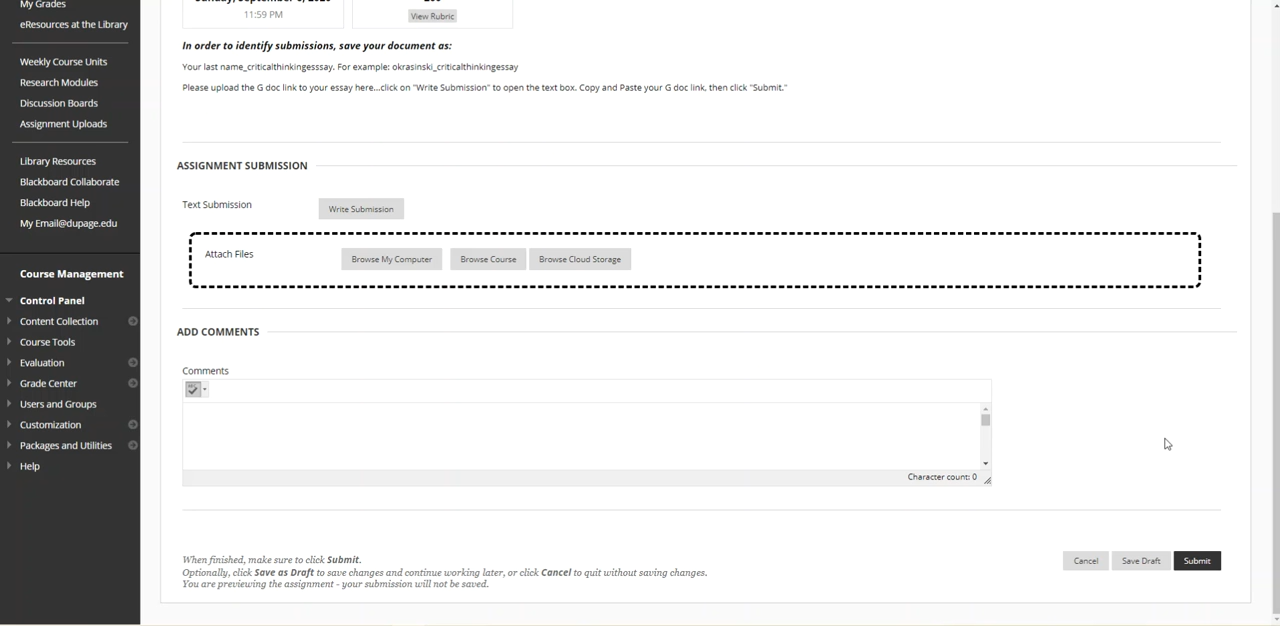 My Grades
eResources at the Library
Weekly Course Units
Research Modules
Discussion Boards
Assignment Uploads
Library Resources
Blackboard Collaborate
Blackboard Help
My Email@dupage.edu
Course Management
Control Panel
Content Collection
Course Tools
Evaluation
Grade Center
Users and Groups
Customization
Packages and Utilities
Help
11:59 PM
View Rubric
In order to identify submissions, save your document as:
Your last name_criticalthinkingesssay. For example: okrasinski_criticalthinkingessay
Please upload the G doc link to your essay here...click on "Write Submission" to open the text box. Copy and Paste your G doc link, then click "Submit."
ASSIGNMENT SUBMISSION
Text Submission
Write Submission
Attach Files
Browse My Computer
Browse Course
Browse Cloud Storage
ADD COMMENTS
Comments
Character count: 0
When finished, make sure to click Submit.
Optionally, click Save as Draft to save changes and continue working later, or click Cancel to quit without saving changes.
You are previewing the assignment - your submission will not be saved.
Cancel
Save Draft
Submit